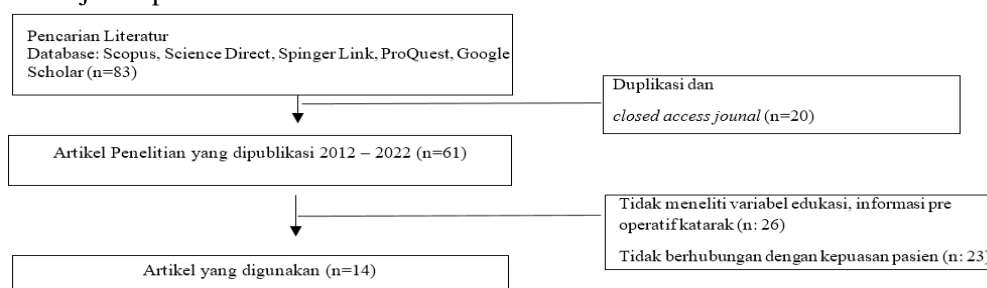 Pencarian Literatur
Database: Scopus, Science Direct, Spinger Link, ProQuest, Google
Scholar (n=83)
Duplikasi dan
closed access jounal (n=20)
Artikel Penelitian yang dipublikasi 2012 – 2022 (n=61)
Tidak meneliti variabel edukasi, informasi pre
operatif katarak (n: 26)
Tidak berhubungan dengan kepuasan pasien (n: 23)
Artikel yang digunakan (n=14)